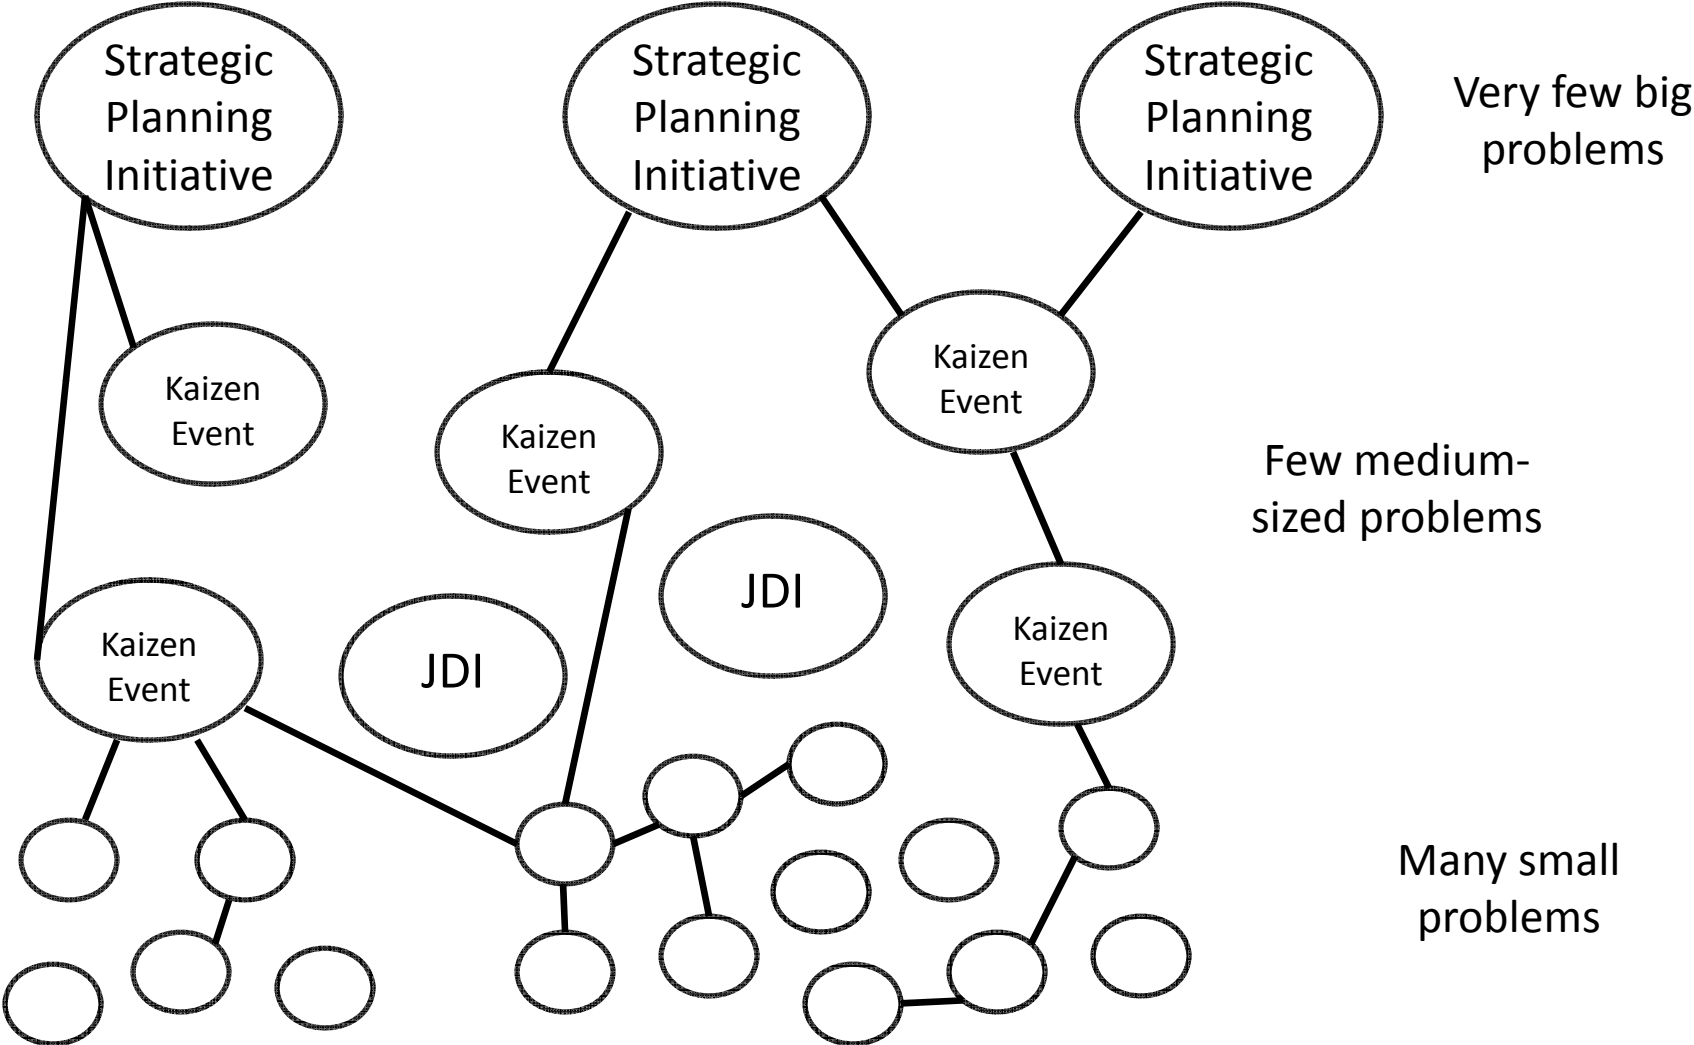 Strategic
Planning
Initiative
Strategic
Planning
Initiative
Strategic
Planning
Initiative
Very few big
problems
Kaizen
Event
Kaizen
Event
Kaizen
Event
Few medium-
sized problems
JDI
JDI
Kaizen
Event
Kaizen
Event
Many small
problems